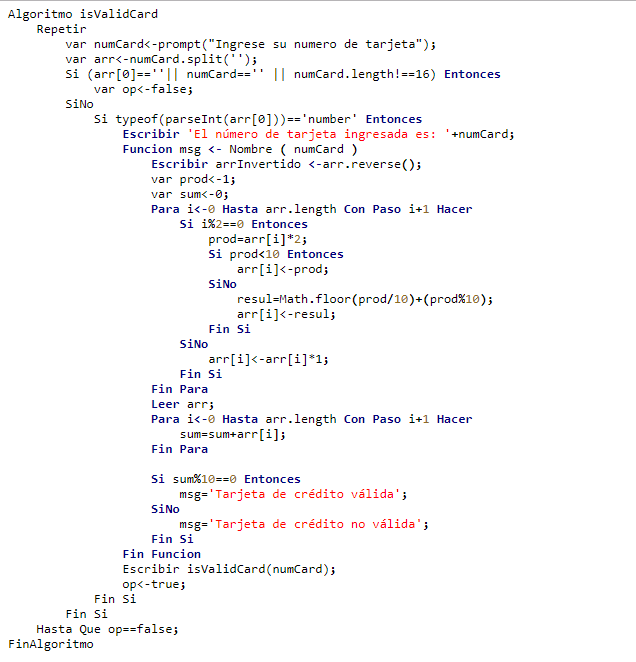 Algoritmo isValidCard
Repetir
var numCard<-prompt("Ingrese su numero de tarjeta");
var arr<-numCard.split('');
Si (arr[0]==''|| numCard=='' || numCard.length!==16) Entonces
var op<-false;
SiNo
Si typeof(parseInt(arr[0]))=='number' Entonces
Escribir 'El número de tarjeta ingresada es: '+numCard;
Funcion msg <- Nombre ( numCard )
Escribir arrInvertido <-arr.reverse();
var prod<-1;
var sum<-0;
Para i<-0 Hasta arr.length Con Paso i+1 Hacer
Si i%2==0 Entonces
prod=arr[i]*2;
Si prod<10 Entonces
arr[i]<-prod;
SiNo
resul=Math.floor(prod/10)+(prod%10);
arr[i]<-resul;
Fin Si
SiNo
arr[i]<-arr[i]*1;
Fin Si
Fin Para
Leer arr;
Para i<-0 Hasta arr.length Con Paso i+1 Hacer
sum=sum+arr[i];
Fin Para
Si sum%10==0 Entonces
msg='Tarjeta de crédito válida';
SiNo
msg='Tarjeta de crédito no válida';
Fin Si
Fin Funcion
Escribir isValidCard(numCard);
op<-true;
Fin Si
Fin Si
Hasta Que op==false;
FinAlgoritmo